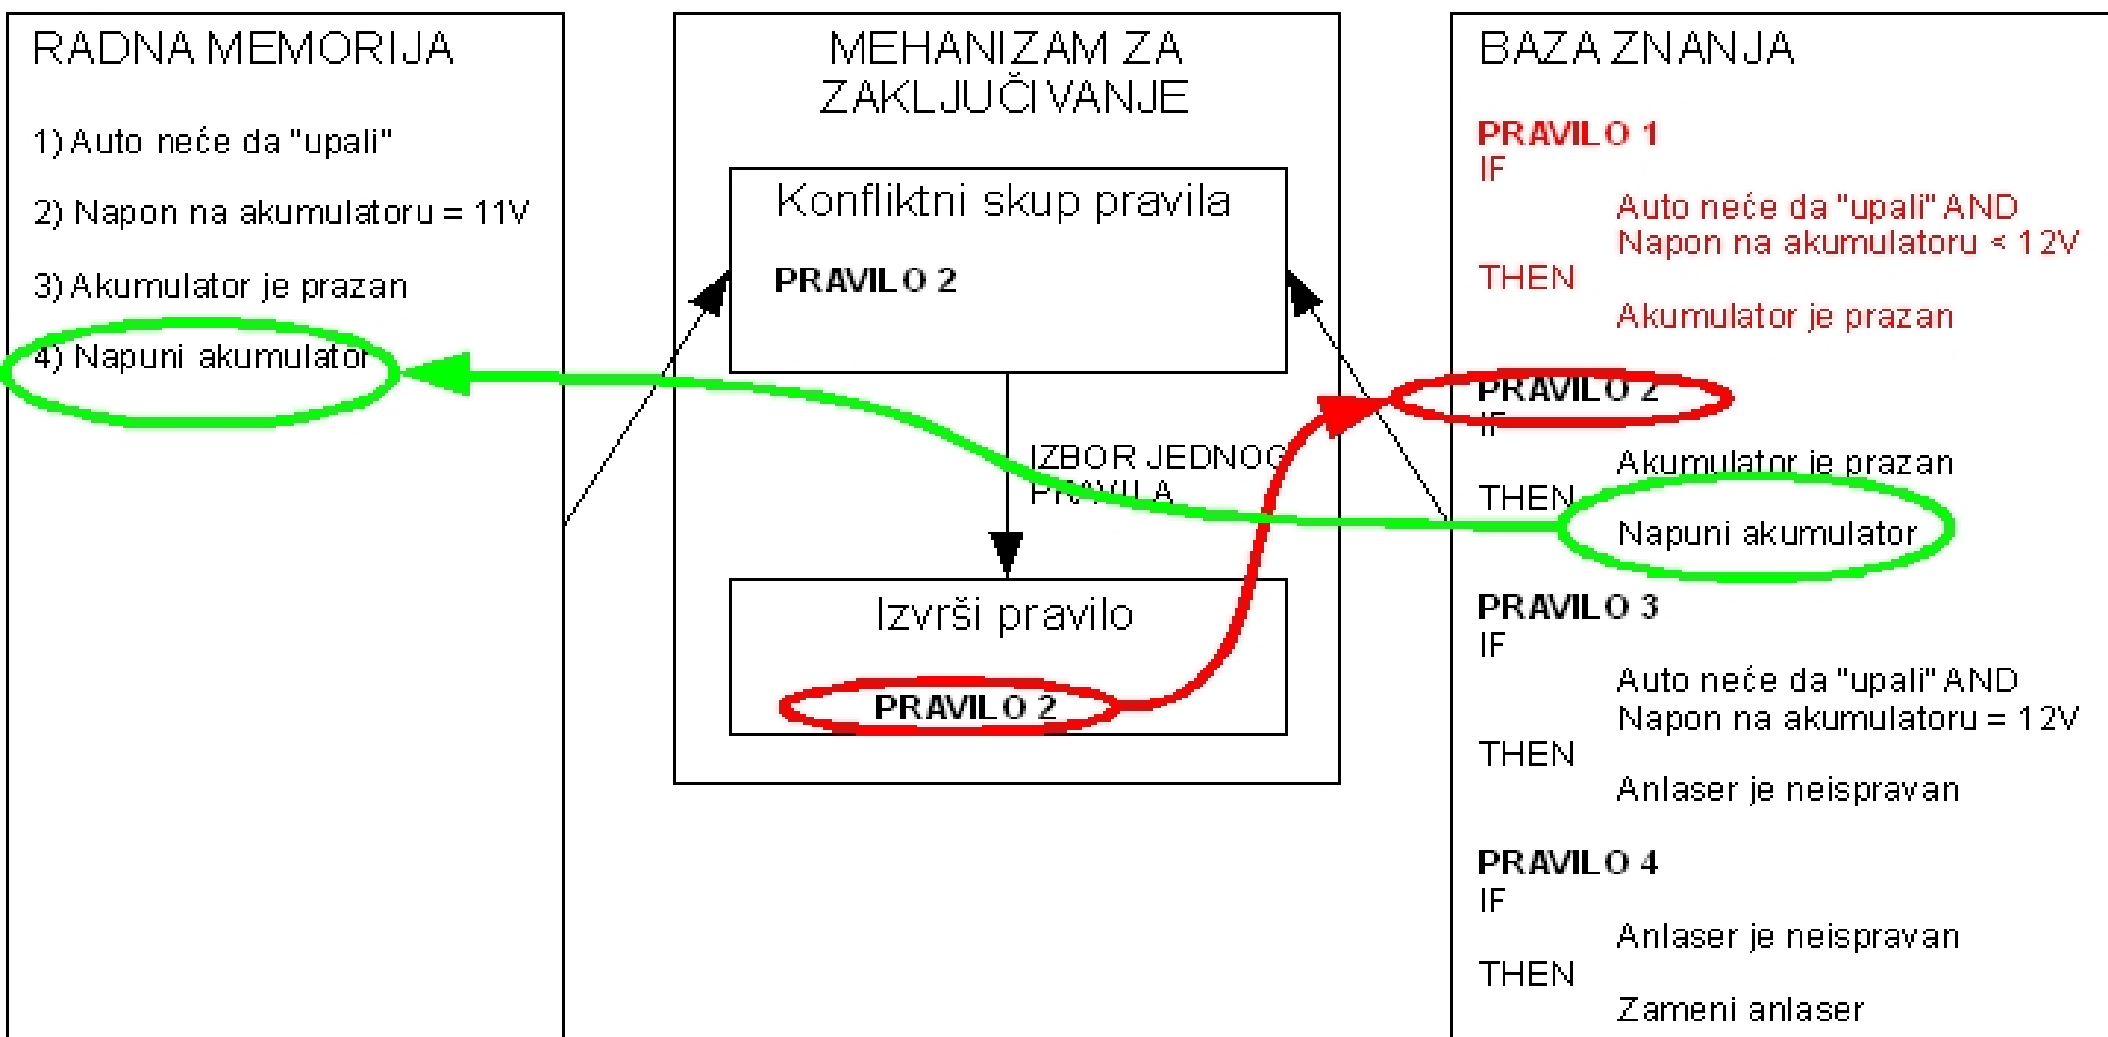 RADNA MEMORIJA
1) Auto neće da "upali"
2) Napon na akumulatoru = 11V
3) Akumulator je prazan
4) Napuni akumulator
MEHANIZAM ZA
ZAKLJUČIVANJE
Konfliktni skup pravila
PRAVILO 2
IZBOR JEDNOG
PRAVILA
Izvrši pravilo
PRAVILO 2
BAZA ZNANJA
PRAVILO 1
IF
Auto neće da "upali" AND
Napon na akumulatoru < 12V
THEN
Akumulator je prazan
PRAVILO 2
IF
Akumulator je prazan
THEN
Napuni akumulator
PRAVILO 3
IF
Auto neće da "upali" AND
Napon na akumulatoru = 12V
THEN
Anlaser je neispravan
PRAVILO 4
IF
Anlaser je neispravan
THEN
Zameni anlaser